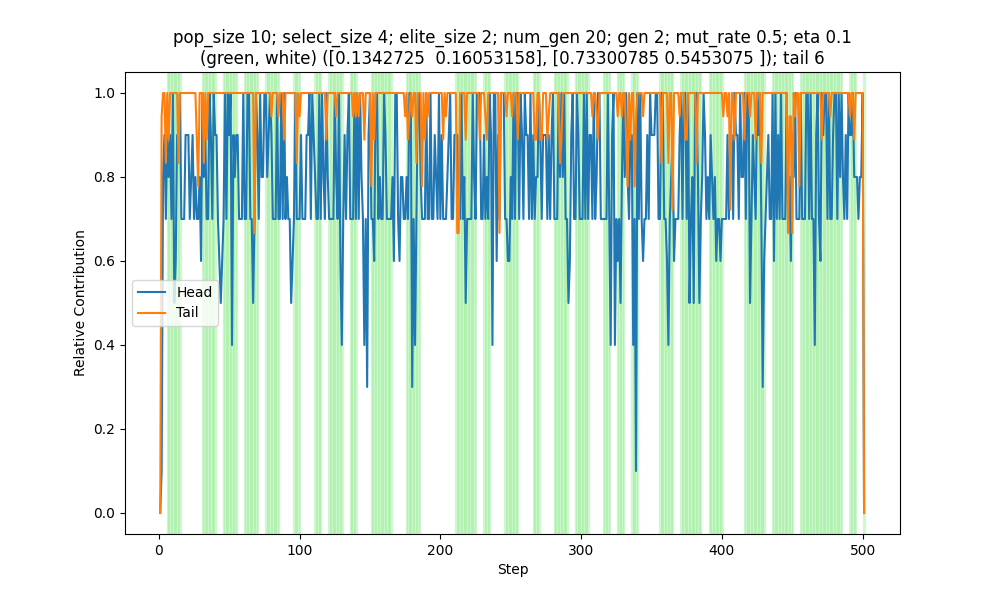 pop_size 10; select_size 4; elite_size 2; num_gen 20; gen 2; mut_rate 0.5; eta 0.1
(green, white) ([0.1342725  0.16053158], [0.73300785 0.5453075 ]); tail 6
1.0
0.8
0.6
0.4
0.2
0.0
Relative Contribution
Head
Tail
0
100
200
300
400
500
Step